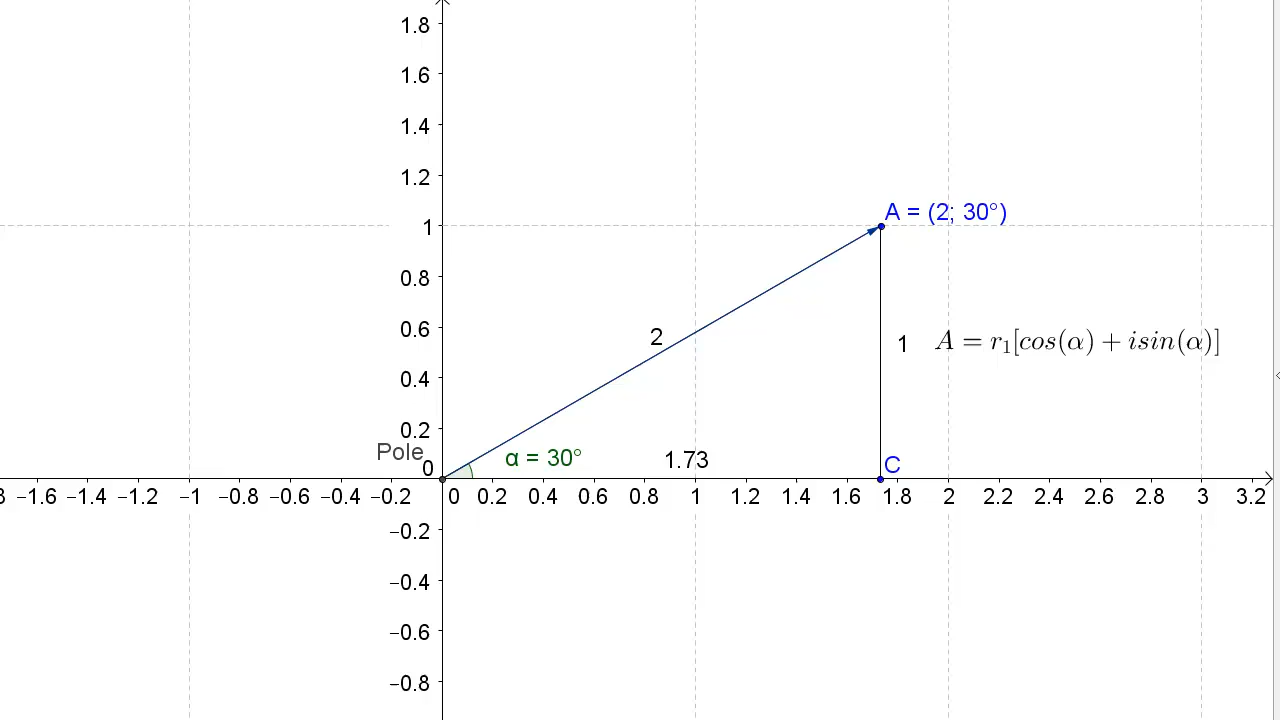 1.8
1.6
1.4
1.2
1
0.8
0.6
0.4
0.2
0
−0.2
−0.4
−0.6
−0.8
A = (2; 30°)
2
1 A = r₁[cos(α) + isin(α)]
Pole
α = 30°
1.73
C
8 −1.6 −1.4 −1.2 −1 −0.8 −0.6 −0.4 −0.2 0 0.2 0.4 0.6 0.8 1 1.2 1.4 1.6 1.8 2 2.2 2.4 2.6 2.8 3 3.2